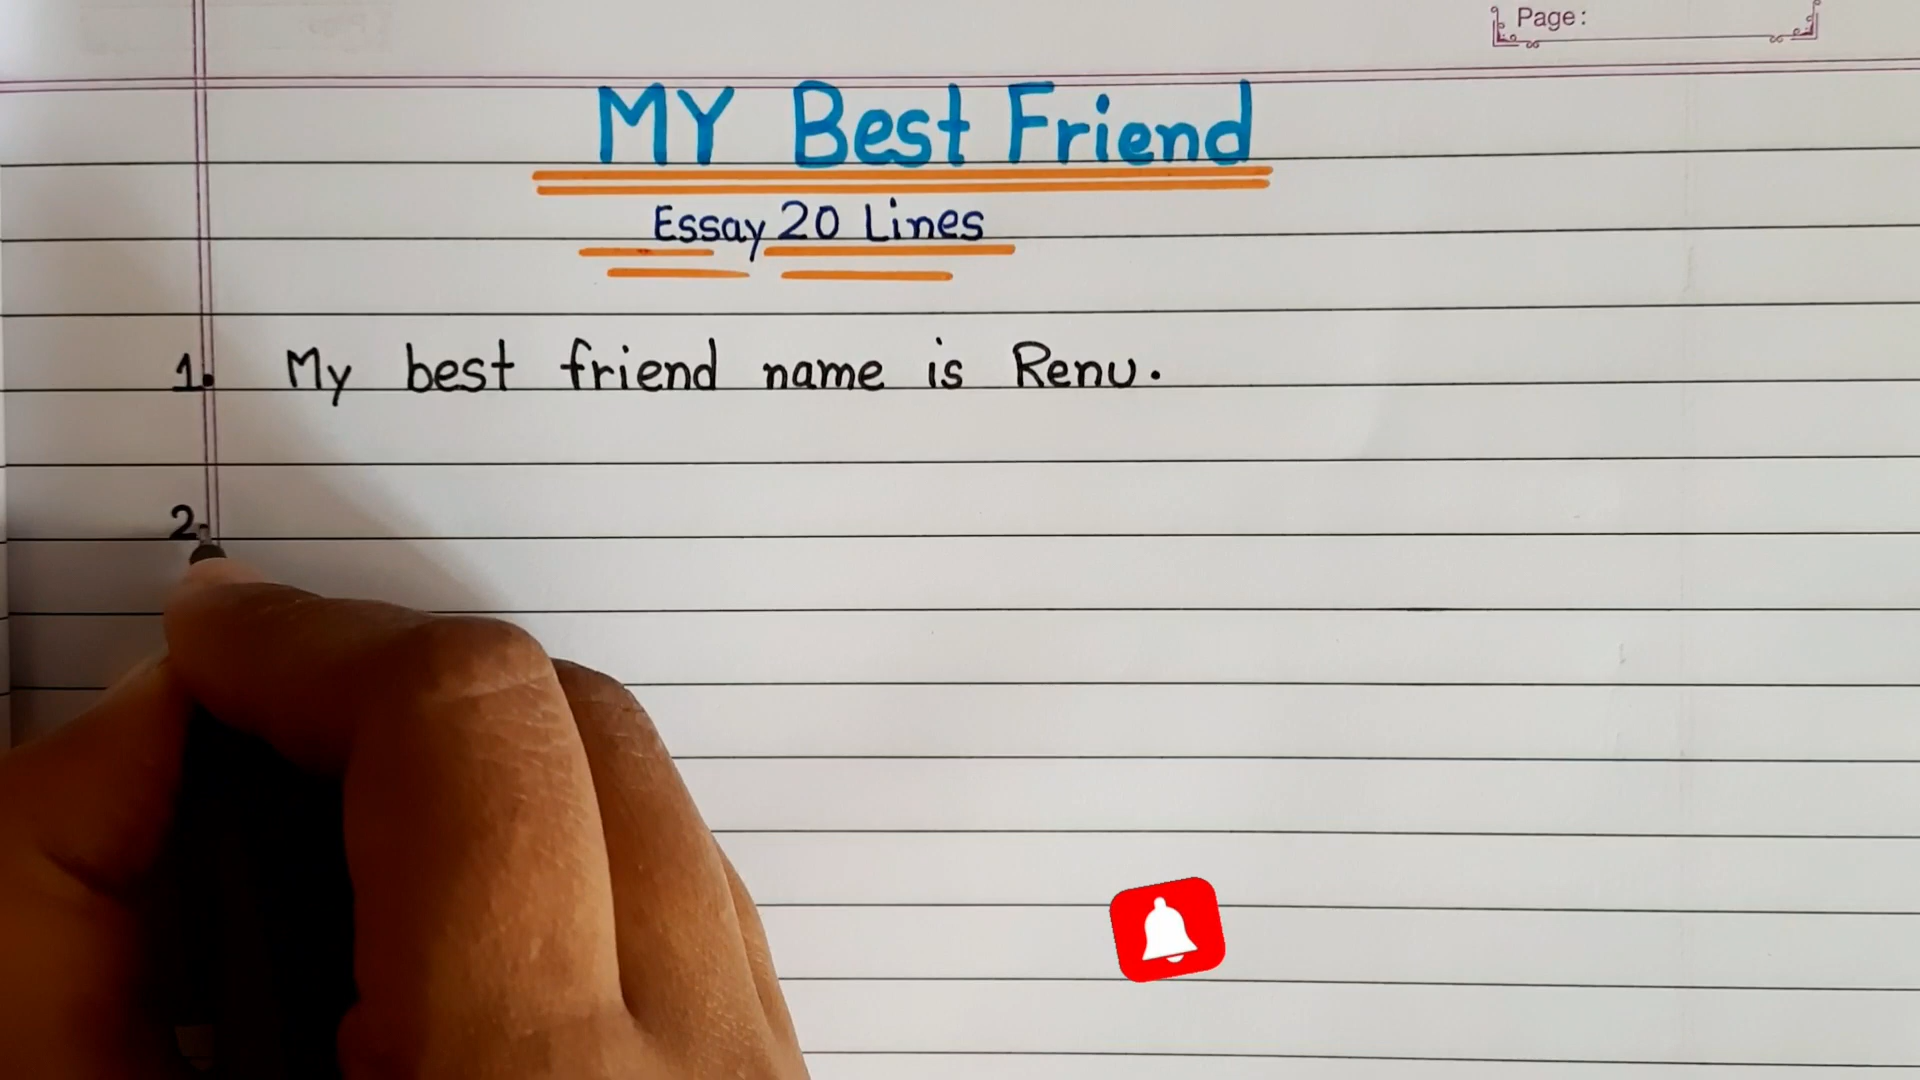 Page:
MY Best Friend
Essay 20 Lines
1. My best friend name is Renu.
2.